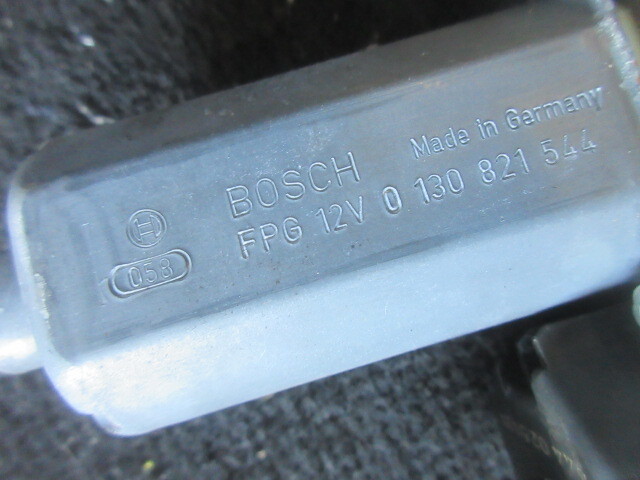 BOSCH
Made in Germany
FPG 12V 0 130 821 544
053